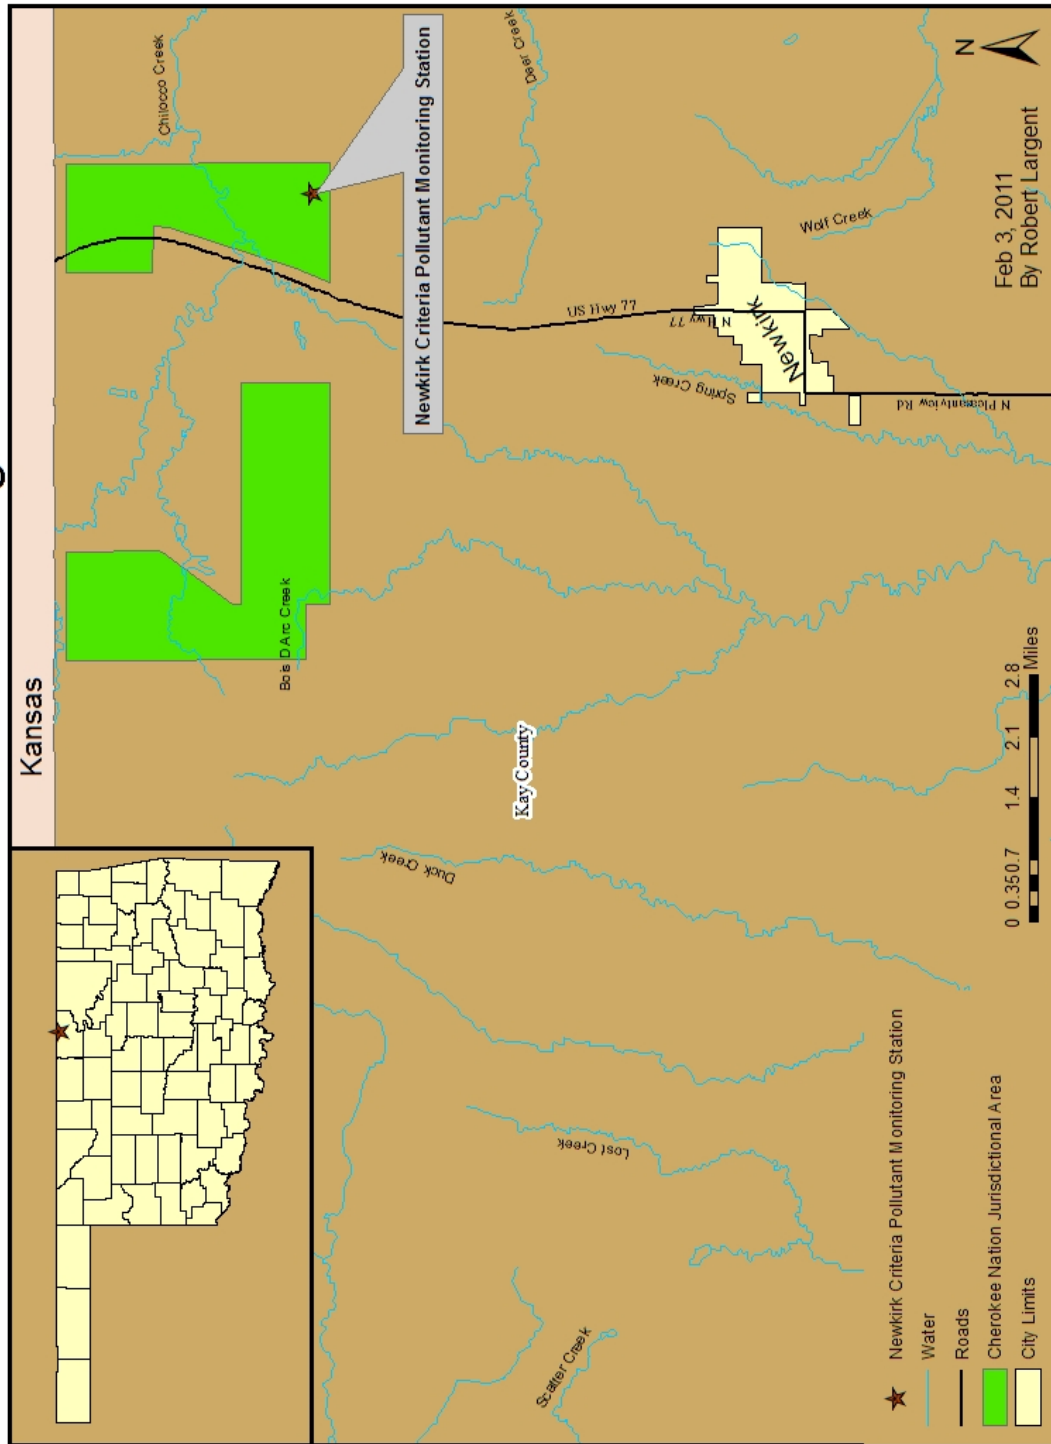 Kansas
Chilocco Creek
Newkirk Criteria Pollutant Monitoring Station
Deer Creek
Bois D Arc Creek
US Hwy 77
N Hwy 77
Newkirk
Spring Creek
Wolf Creek
N Pleasantview Rd
Kay County
Duck Creek
Lost Creek
Scatter Creek
N
Feb 3, 2011
By Robert Largent
0 0.35 0.7 1.4 2.1 2.8
Miles
Newkirk Criteria Pollutant Monitoring Station
Water
Roads
Cherokee Nation Jurisdictional Area
City Limits